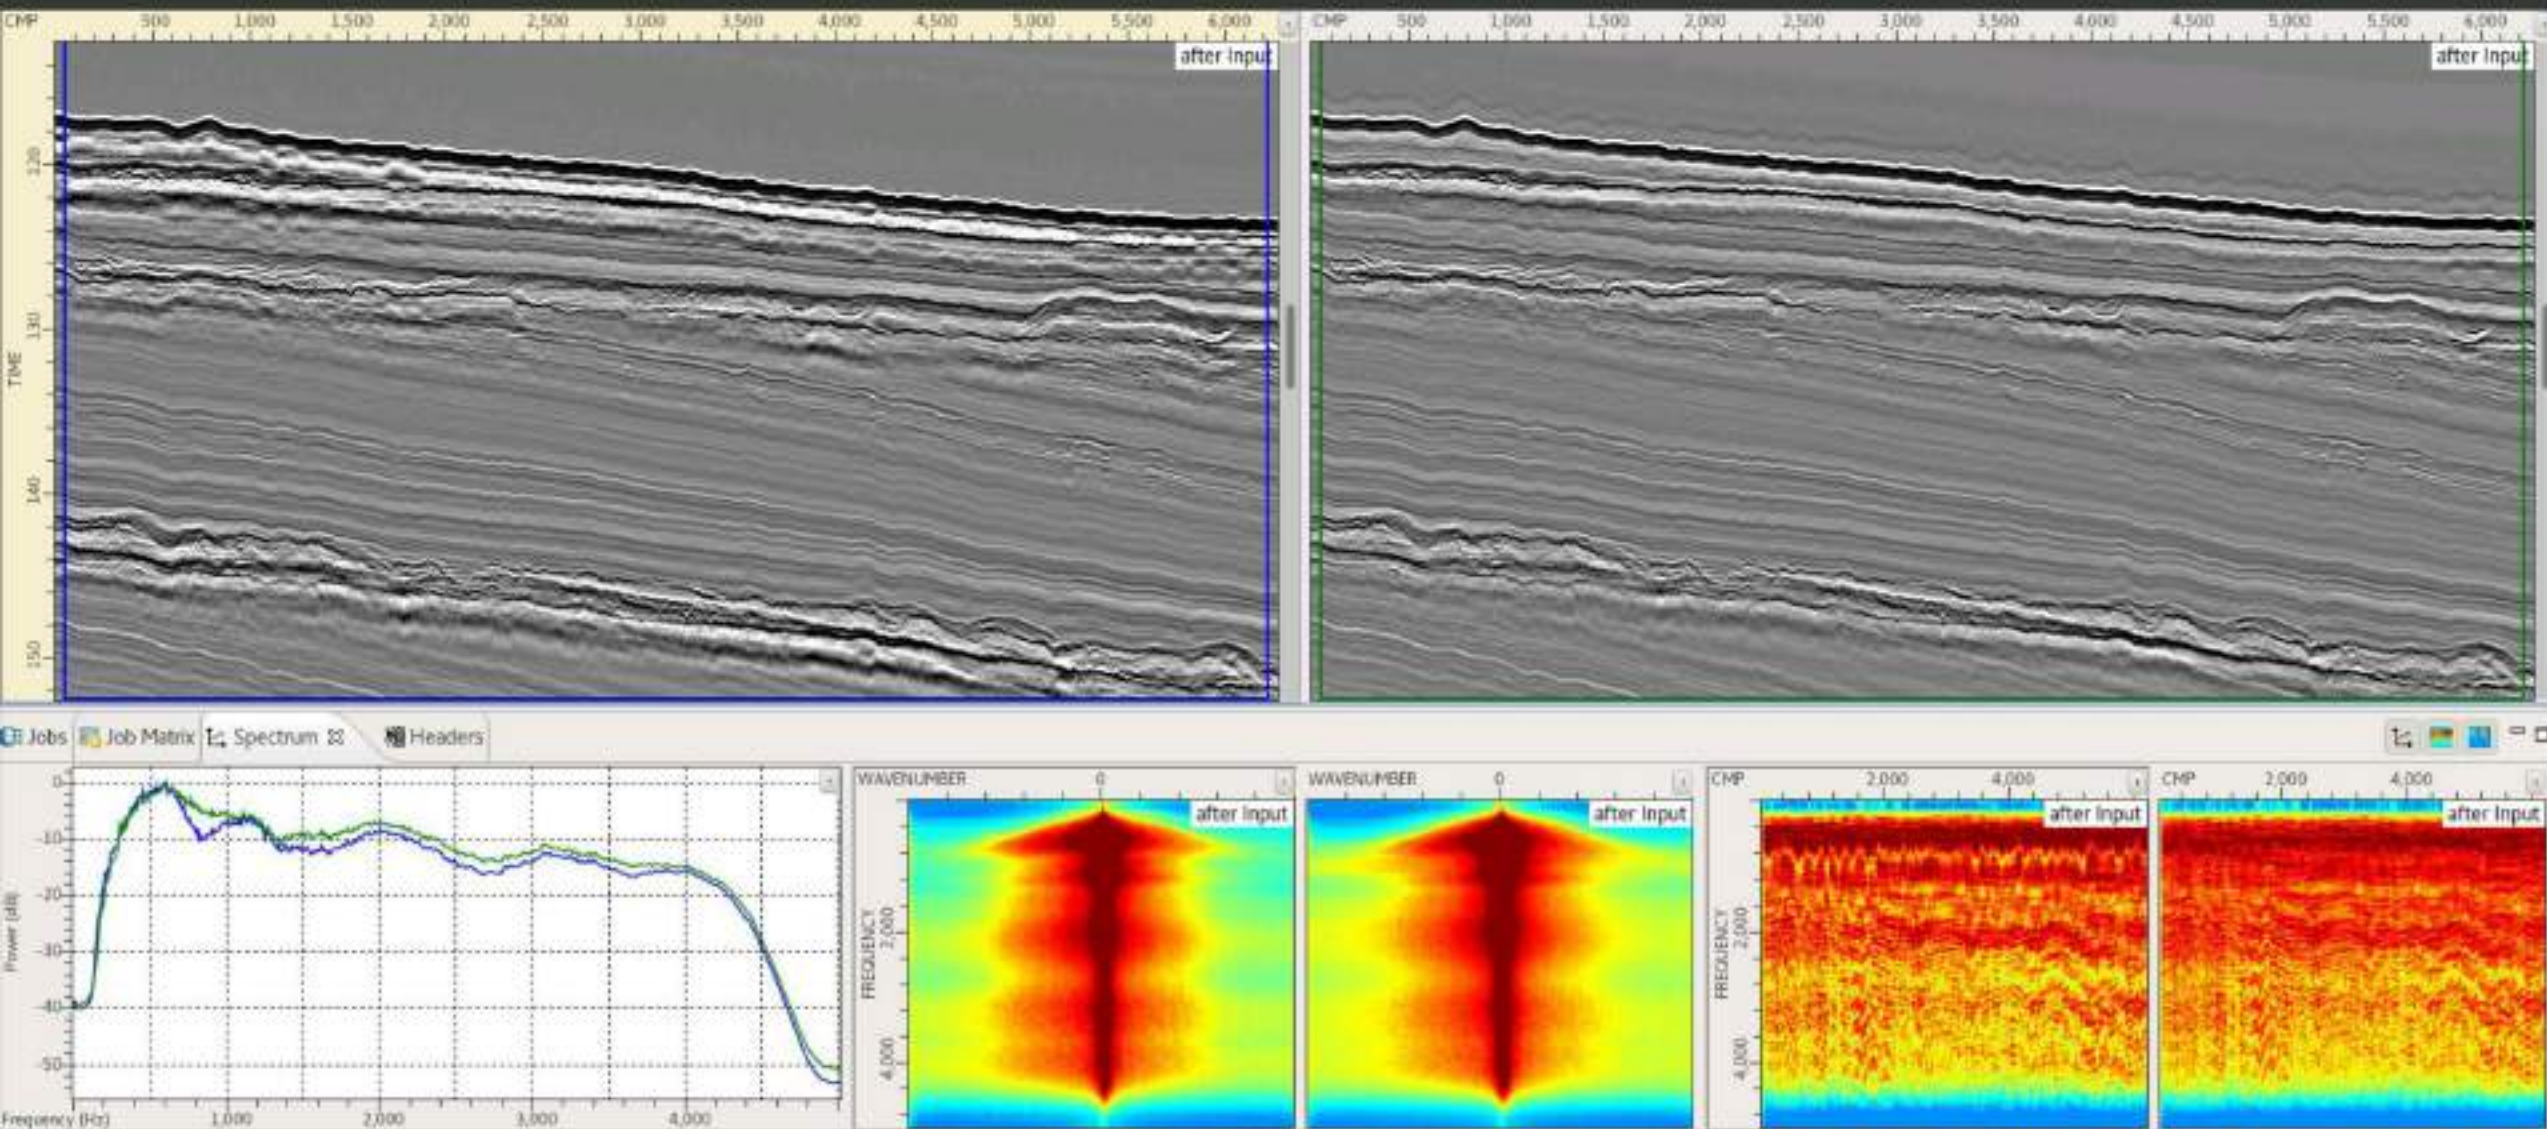 CMP 500 1,000 1,500 2,000 2,500 3,000 3,500 4,000 4,500 5,000 5,500 6,000
CMP 500 1,000 1,500 2,000 2,500 3,000 3,500 4,000 4,500 5,000 5,500 6,000
after Input
after Input
TIME
120
130
140
150
Jobs Job Matrix Spectrum Headers
Power (dB)
0
-10
-20
-30
-40
-50
Frequency (Hz) 1,000 2,000 3,000 4,000
WAVENUMBER 0
after Input
FREQUENCY
2,000
4,000
WAVENUMBER 0
after Input
CMP 2,000 4,000
after Input
FREQUENCY
2,000
4,000
CMP 2,000 4,000
after Input